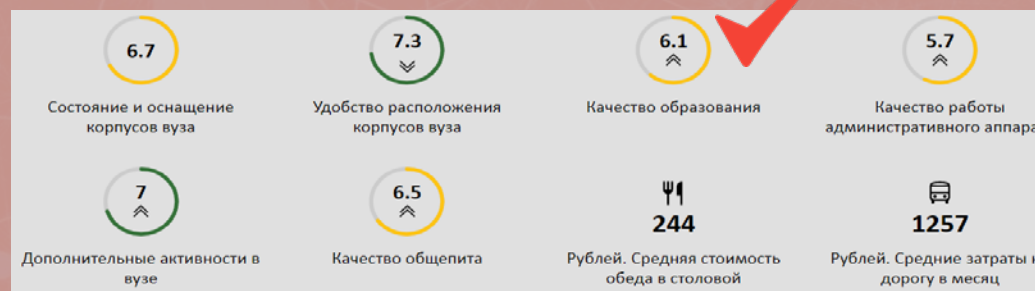 6.7
7.3
6.1
5.7
Состояние и оснащение
корпусов вуза
Удобство расположения
корпусов вуза
Качество образования
Качество работы
административного
7
6.5
244
1257
Дополнительные активности в
вузе
Качество общепита
Рублей. Средняя стоимость
обеда в столовой
Рублей. Средние затраты
дорогу в месяц